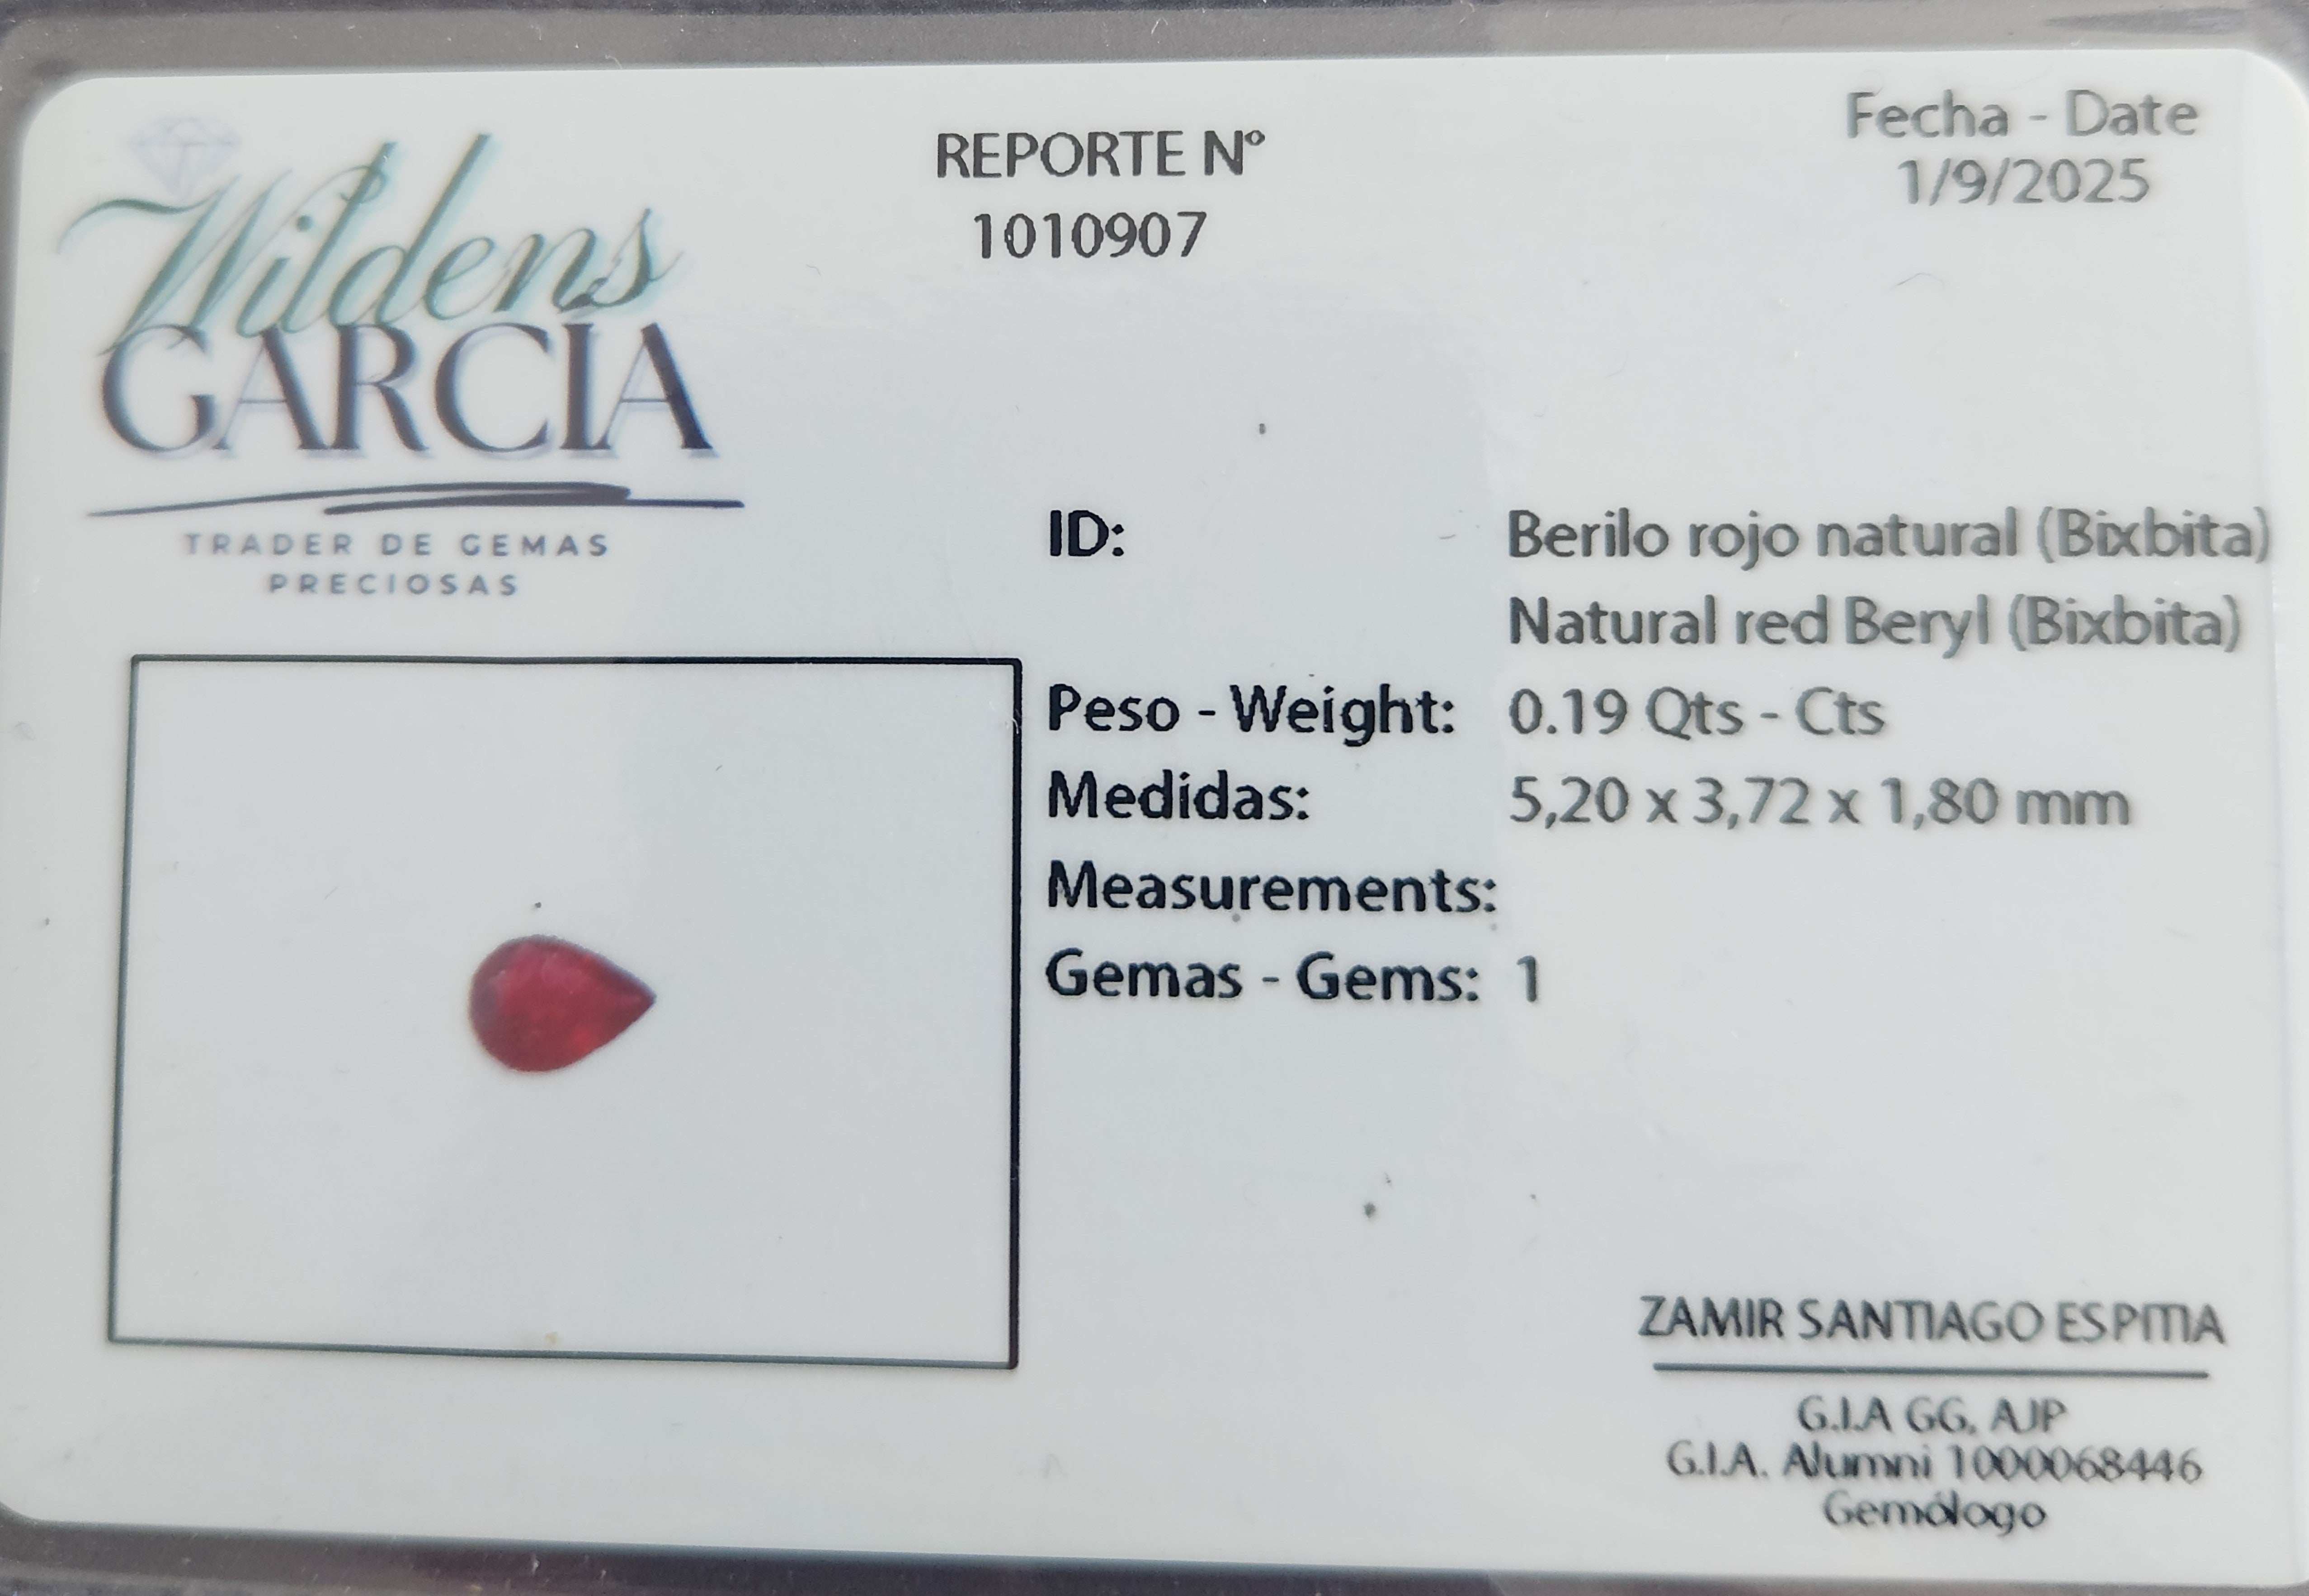 Wildens
GARCIA
TRADER DE GEMAS
PRECIOSAS
REPORTE N°
1010907
Fecha - Date
1/9/2025
ID: Berilo rojo natural (Bixbita)
Natural red Beryl (Bixbita)
Peso - Weight: 0.19 Qts - Cts
Medidas: 5,20 x 3,72 x 1,80 mm
Measurements:
Gemas - Gems: 1
ZAMIR SANTIAGO ESPITIA
G.I.A GG, AJP
G.I.A. Alumni 1000068446
Gemólogo